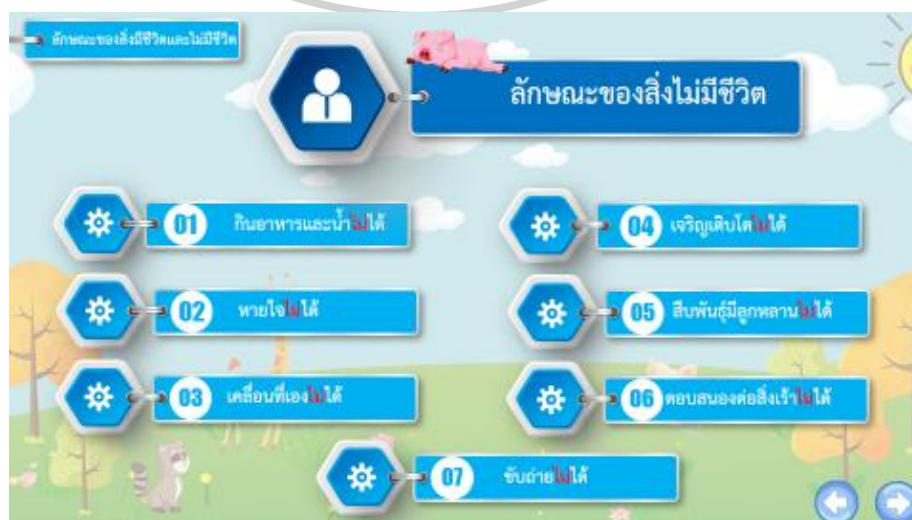 ลักษณะของสิ่งมีชีวิตและไม่มีชีวิต
ลักษณะของสิ่งไม่มีชีวิต
01 กินอาหารและน้ำไม่ได้
02 หายใจไม่ได้
03 เคลื่อนที่เองไม่ได้
04 เจริญเติบโตไม่ได้
05 สืบพันธุ์มีลูกหลานไม่ได้
06 ตอบสนองต่อสิ่งเร้าไม่ได้
07 ขับถ่ายไม่ได้